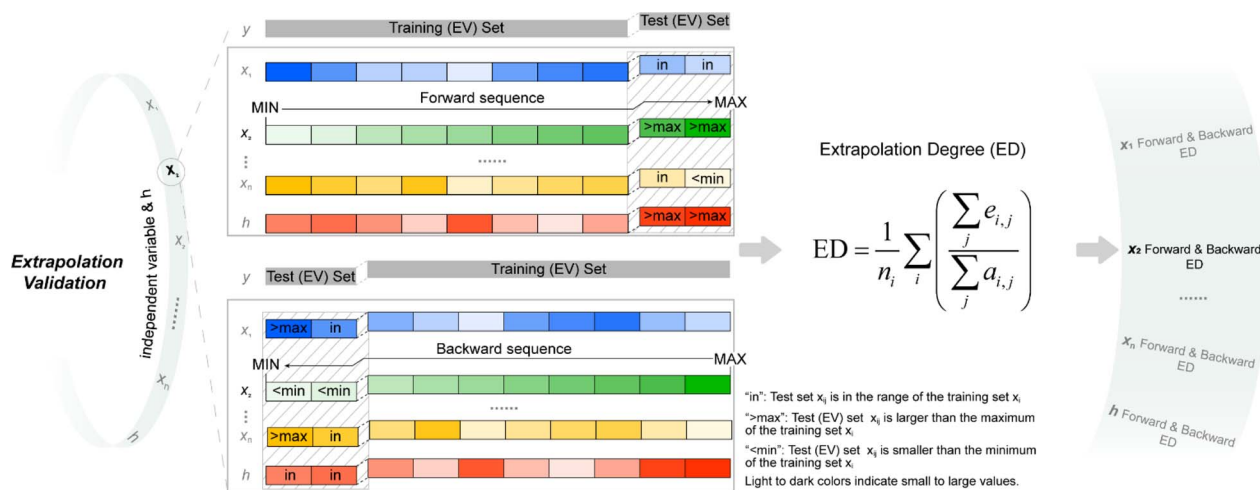 Extrapolation
Validation
independent variable & h
x₁
x₂
x₂
......
xₙ
h
y
Training (EV) Set
Test (EV) Set
x₁
in
in
Forward sequence
MIN
MAX
x₂
>max
>max
⋮
......
xₙ
in
<min
h
>max
>max
y
Test (EV) Set
Training (EV) Set
x₁
>max
in
Backward sequence
MIN
MAX
x₂
<min
<min
⋮
......
xₙ
>max
in
h
in
in
Extrapolation Degree (ED)
ED = 1/nᵢ ∑ᵢ (∑ⱼ eᵢ,ⱼ / ∑ⱼ aᵢ,ⱼ)
"in": Test set xᵢⱼ is in the range of the training set xᵢ
">max": Test (EV) set xᵢⱼ is larger than the maximum
of the training set xᵢ
"<min": Test (EV) set xᵢⱼ is smaller than the minimum
of the training set xᵢ
Light to dark colors indicate small to large values.
x₁ Forward & Backward
ED
x₂ Forward & Backward
ED
......
xₙ Forward & Backward
ED
h Forward & Backward
ED